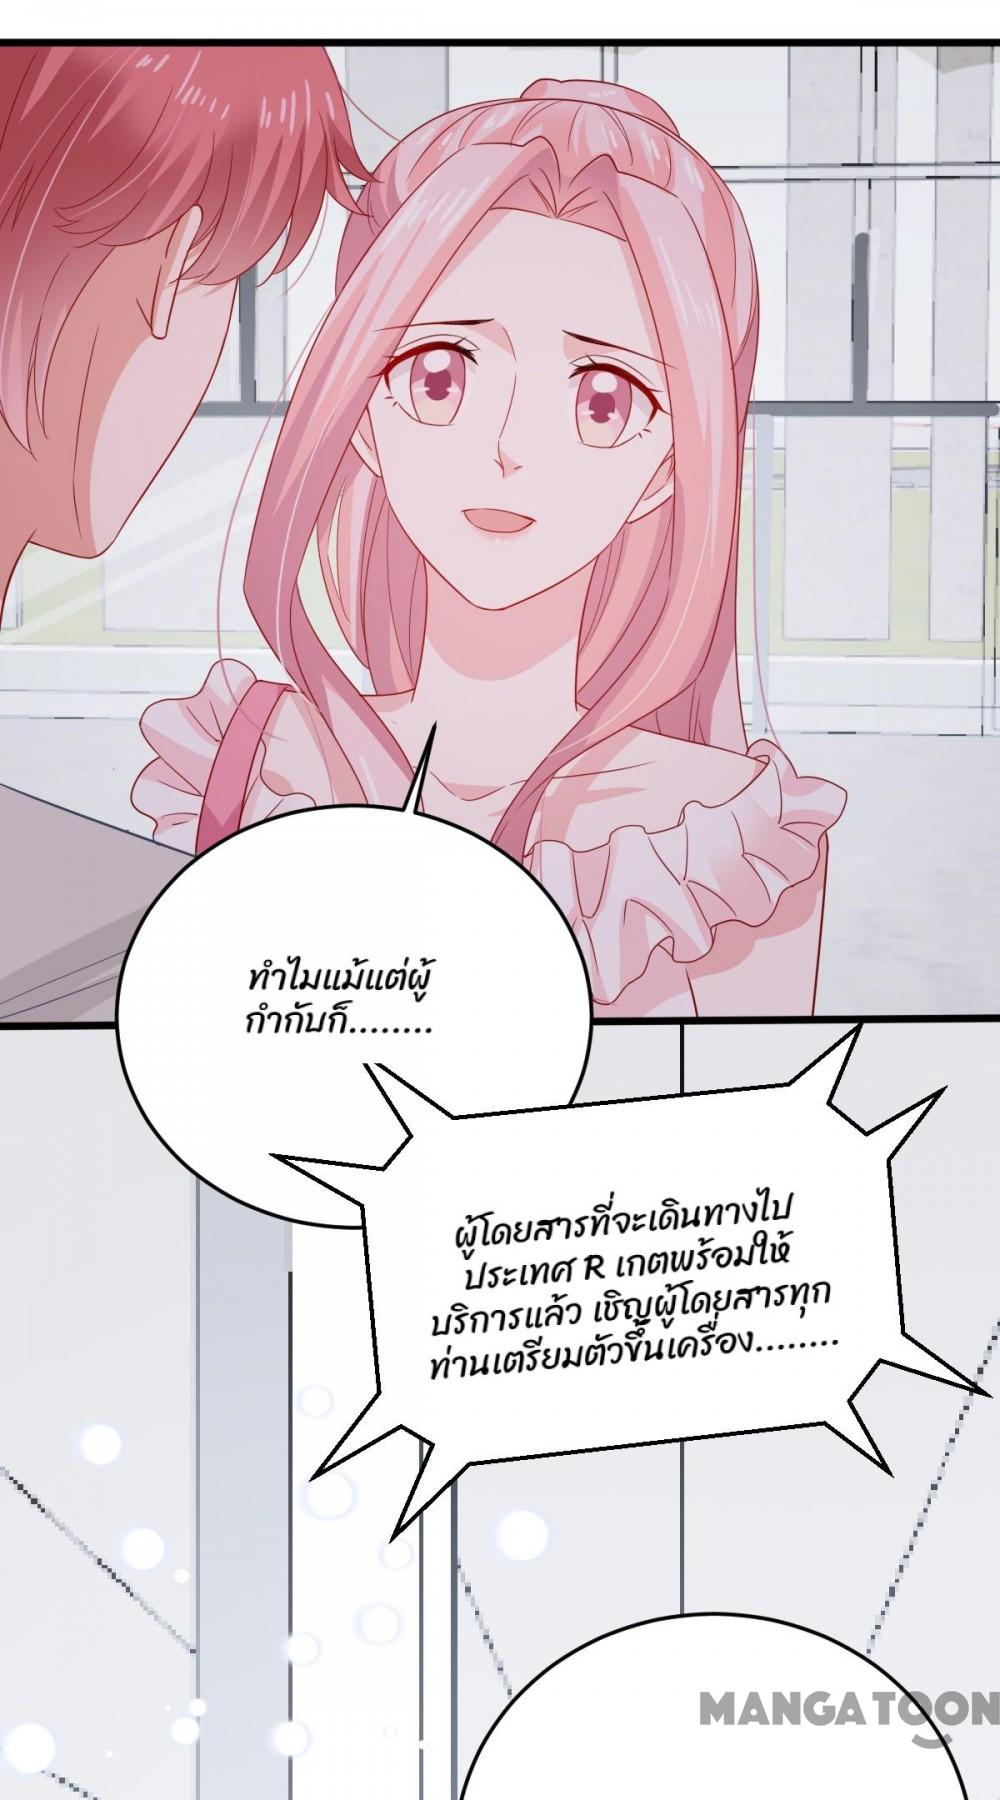 ทำไมแม้แต่ผู้
กำกับก็........
ผู้โดยสารที่จะเดินทางไป
ประเทศ R เกตพร้อมให้
บริการแล้ว เชิญผู้โดยสารทุก
ท่านเตรียมตัวขึ้นเครื่อง........
MANGATOON